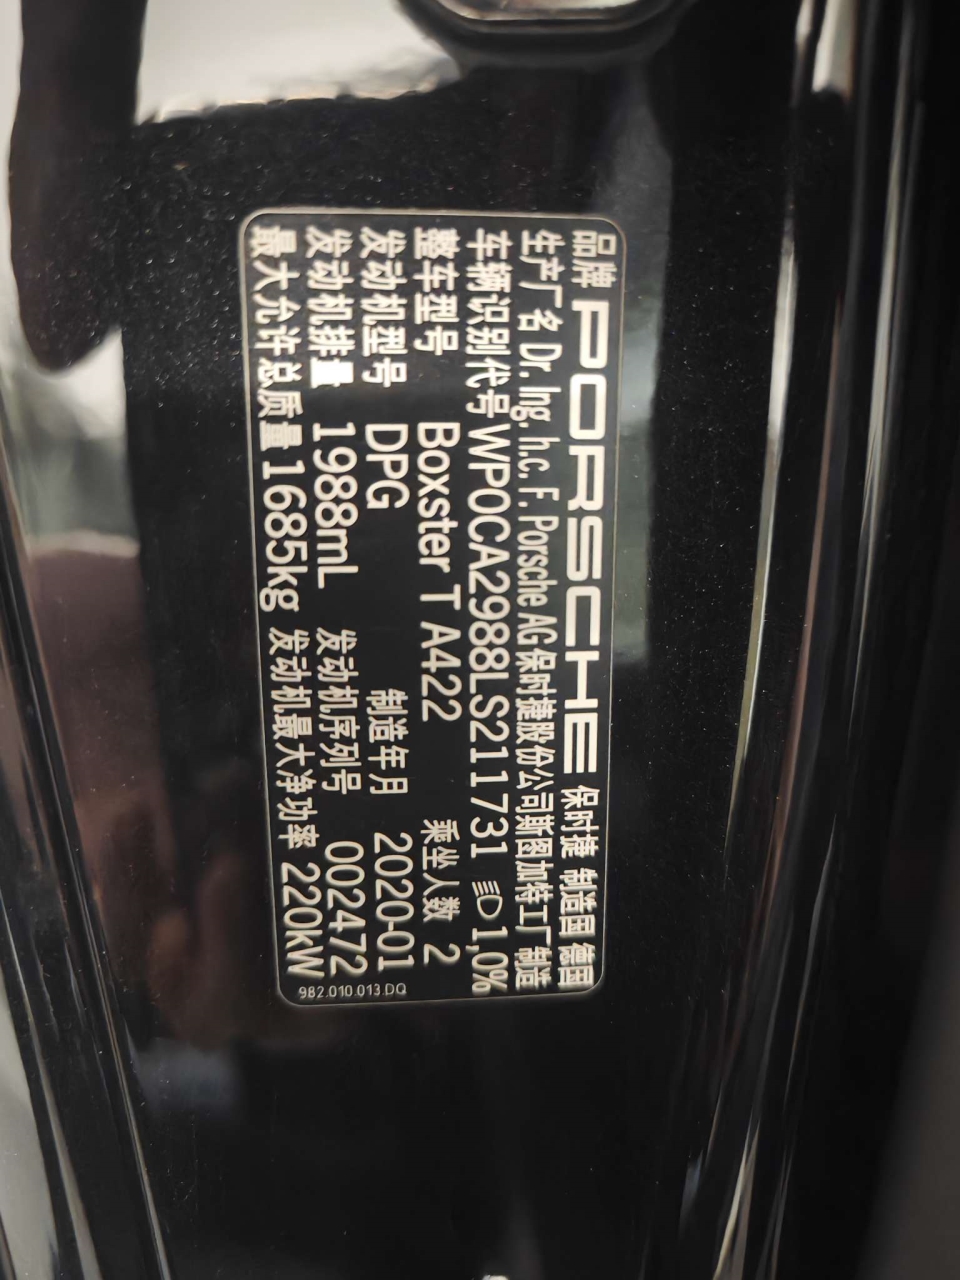 品牌 PORSCHE 保时捷 制造国 德国
生产厂名 Dr. Ing. h.c. F. Porsche AG 保时捷股份公司斯图加特工厂 制造
车辆识别代号 WP0CA2988LS211731 1,0%
整车型号 Boxster T A422 乘坐人数 2
发动机型号 DPG 制造年月 2020-01
发动机排量 1988mL 发动机序列号 002472
最大允许总质量 1685kg 发动机最大净功率 220kW
982.010.013.DQ